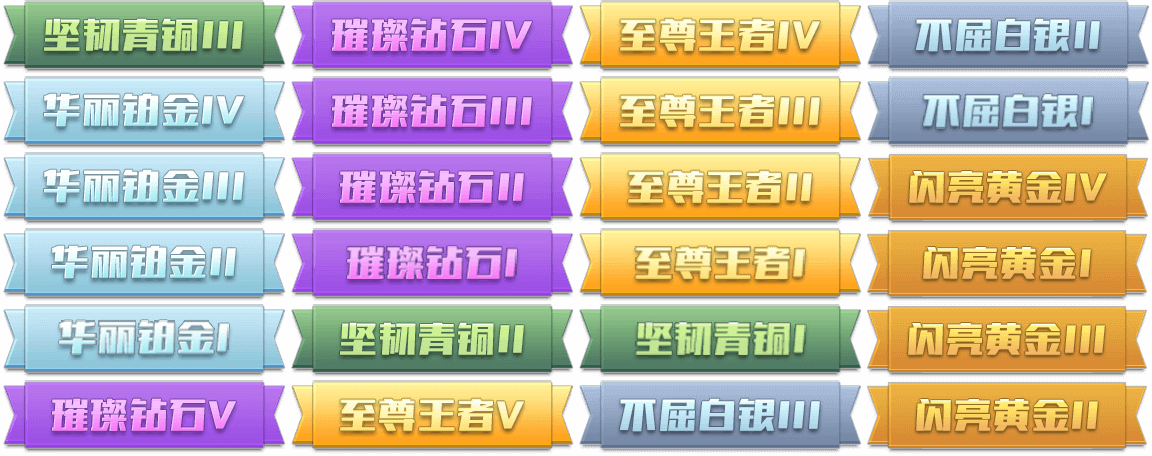 坚韧青铜III 璀璨钻石IV 至尊王者IV 不屈白银II
华丽铂金IV 璀璨钻石III 至尊王者III 不屈白银I
华丽铂金III 璀璨钻石II 至尊王者II 闪亮黄金IV
华丽铂金II 璀璨钻石I 至尊王者I 闪亮黄金I
华丽铂金I 坚韧青铜II 坚韧青铜I 闪亮黄金III
璀璨钻石V 至尊王者V 不屈白银III 闪亮黄金II